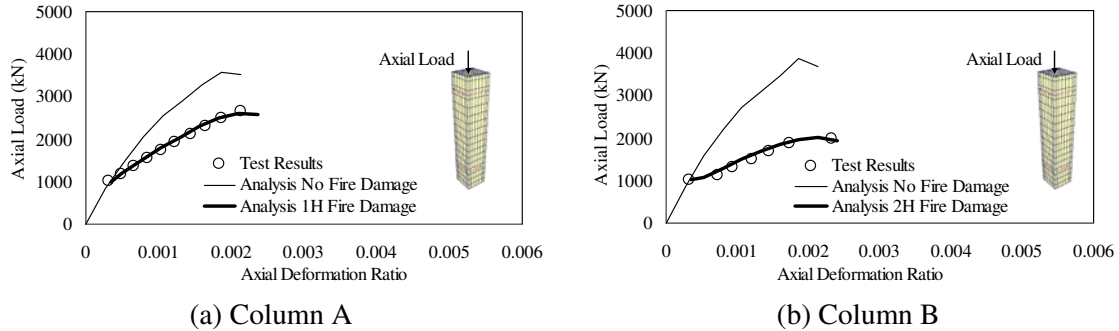 5000
4000
3000
2000
1000
0
Axial Load (kN)
Axial Load
Test Results
Analysis No Fire Damage
Analysis 1H Fire Damage
0 0.001 0.002 0.003 0.004 0.005 0.006
Axial Deformation Ratio
(a) Column A
5000
4000
3000
2000
1000
0
Axial Load (kN)
Axial Load
Test Results
Analysis No Fire Damage
Analysis 2H Fire Damage
0 0.001 0.002 0.003 0.004 0.005 0.006
Axial Deformation Ratio
(b) Column B